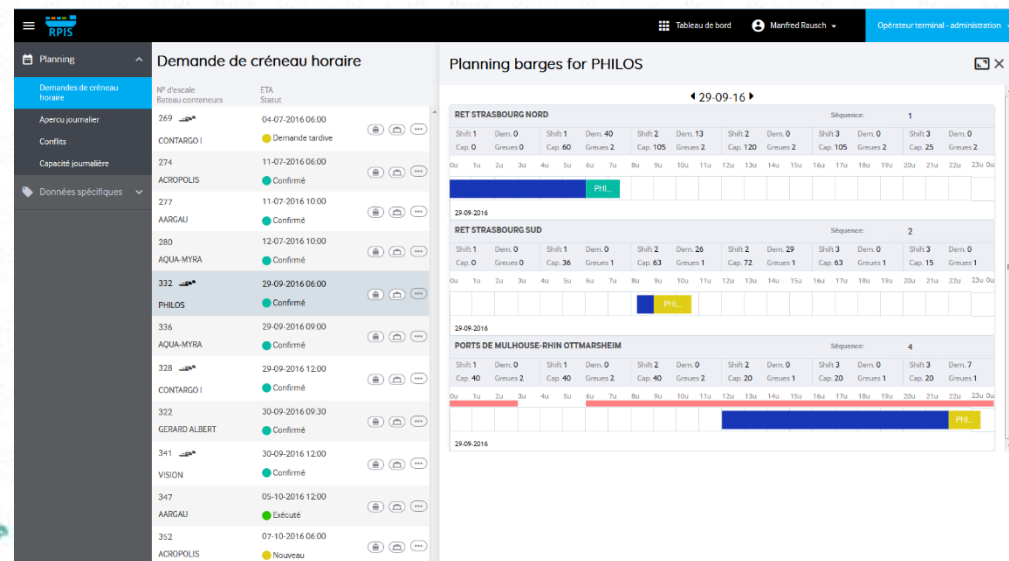 RPIS
Tableau de bord
Manfred Rausch
Opérateur terminal - administration
Planning
Demandes de créneau
horaire
Apercu journalier
Conflits
Capacité journalière
Données spécifiques
Demande de créneau horaire
N° d'escale ETA
Bateau conteneurs Statut
269 04-07-2016 06:00
CONTARGO I Demande tardive
274 11-07-2016 06:00
ACROPOLIS Confirmé
277 11-07-2016 10:00
AARGAU Confirmé
280 12-07-2016 10:00
AQUA-MYRA Confirmé
332 29-09-2016 06:00
PHILOS Confirmé
336 29-09-2016 09:00
AQUA-MYRA Confirmé
328 29-09-2016 12:00
CONTARGO I Confirmé
322 30-09-2016 09:30
GERARD ALBERT Confirmé
341 30-09-2016 12:00
VISION Confirmé
347 05-10-2016 12:00
AARGAU Exécuté
352 07-10-2016 06:00
ACROPOLIS Nouveau
Planning barges for PHILOS
29-09-16
RET STRASBOURG NORD Séquence: 1
Shift 1 Dem. 0 Shift 1 Dem. 40 Shift 2 Dem. 13 Shift 2 Dem. 0 Shift 3 Dem. 0 Shift 3 Dem. 0
Cap. 0 Greues 0 Cap. 60 Greues 2 Cap. 105 Greues 2 Cap. 120 Greues 2 Cap. 105 Greues 2 Cap. 25 Greues 2
0u 1u 2u 3u 4u 5u 6u 7u 8u 9u 10u 11u 12u 13u 14u 15u 16u 17u 18u 19u 20u 21u 22u 23u 0u
PHI...
29-09-2016
RET STRASBOURG SUD Séquence: 2
Shift 1 Dem. 0 Shift 1 Dem. 0 Shift 2 Dem. 26 Shift 2 Dem. 29 Shift 3 Dem. 0 Shift 3 Dem. 0
Cap. 0 Greues 0 Cap. 36 Greues 1 Cap. 63 Greues 1 Cap. 72 Greues 1 Cap. 63 Greues 1 Cap. 15 Greues 1
0u 1u 2u 3u 4u 5u 6u 7u 8u 9u 10u 11u 12u 13u 14u 15u 16u 17u 18u 19u 20u 21u 22u 23u 0u
PHI...
29-09-2016
PORTS DE MULHOUSE-RHIN OTTMARSHEIM Séquence: 4
Shift 1 Dem. 0 Shift 1 Dem. 0 Shift 2 Dem. 0 Shift 2 Dem. 0 Shift 3 Dem. 0 Shift 3 Dem. 7
Cap. 40 Greues 2 Cap. 40 Greues 2 Cap. 40 Greues 2 Cap. 20 Greues 1 Cap. 20 Greues 1 Cap. 20 Greues 1
0u 1u 2u 3u 4u 5u 6u 7u 8u 9u 10u 11u 12u 13u 14u 15u 16u 17u 18u 19u 20u 21u 22u 23u 0u
PHI...
29-09-2016